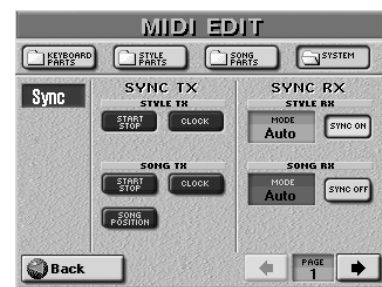 MIDI EDIT
KEYBOARD PARTS
STYLE PARTS
SONG PARTS
SYSTEM
Sync
SYNC TX
STYLE TX
START STOP
CLOCK
SONG TX
START STOP
CLOCK
SONG POSITION
SYNC RX
STYLE RX
MODE
Auto
SYNC ON
SONG RX
MODE
Auto
SYNC OFF
Back
PAGE
1